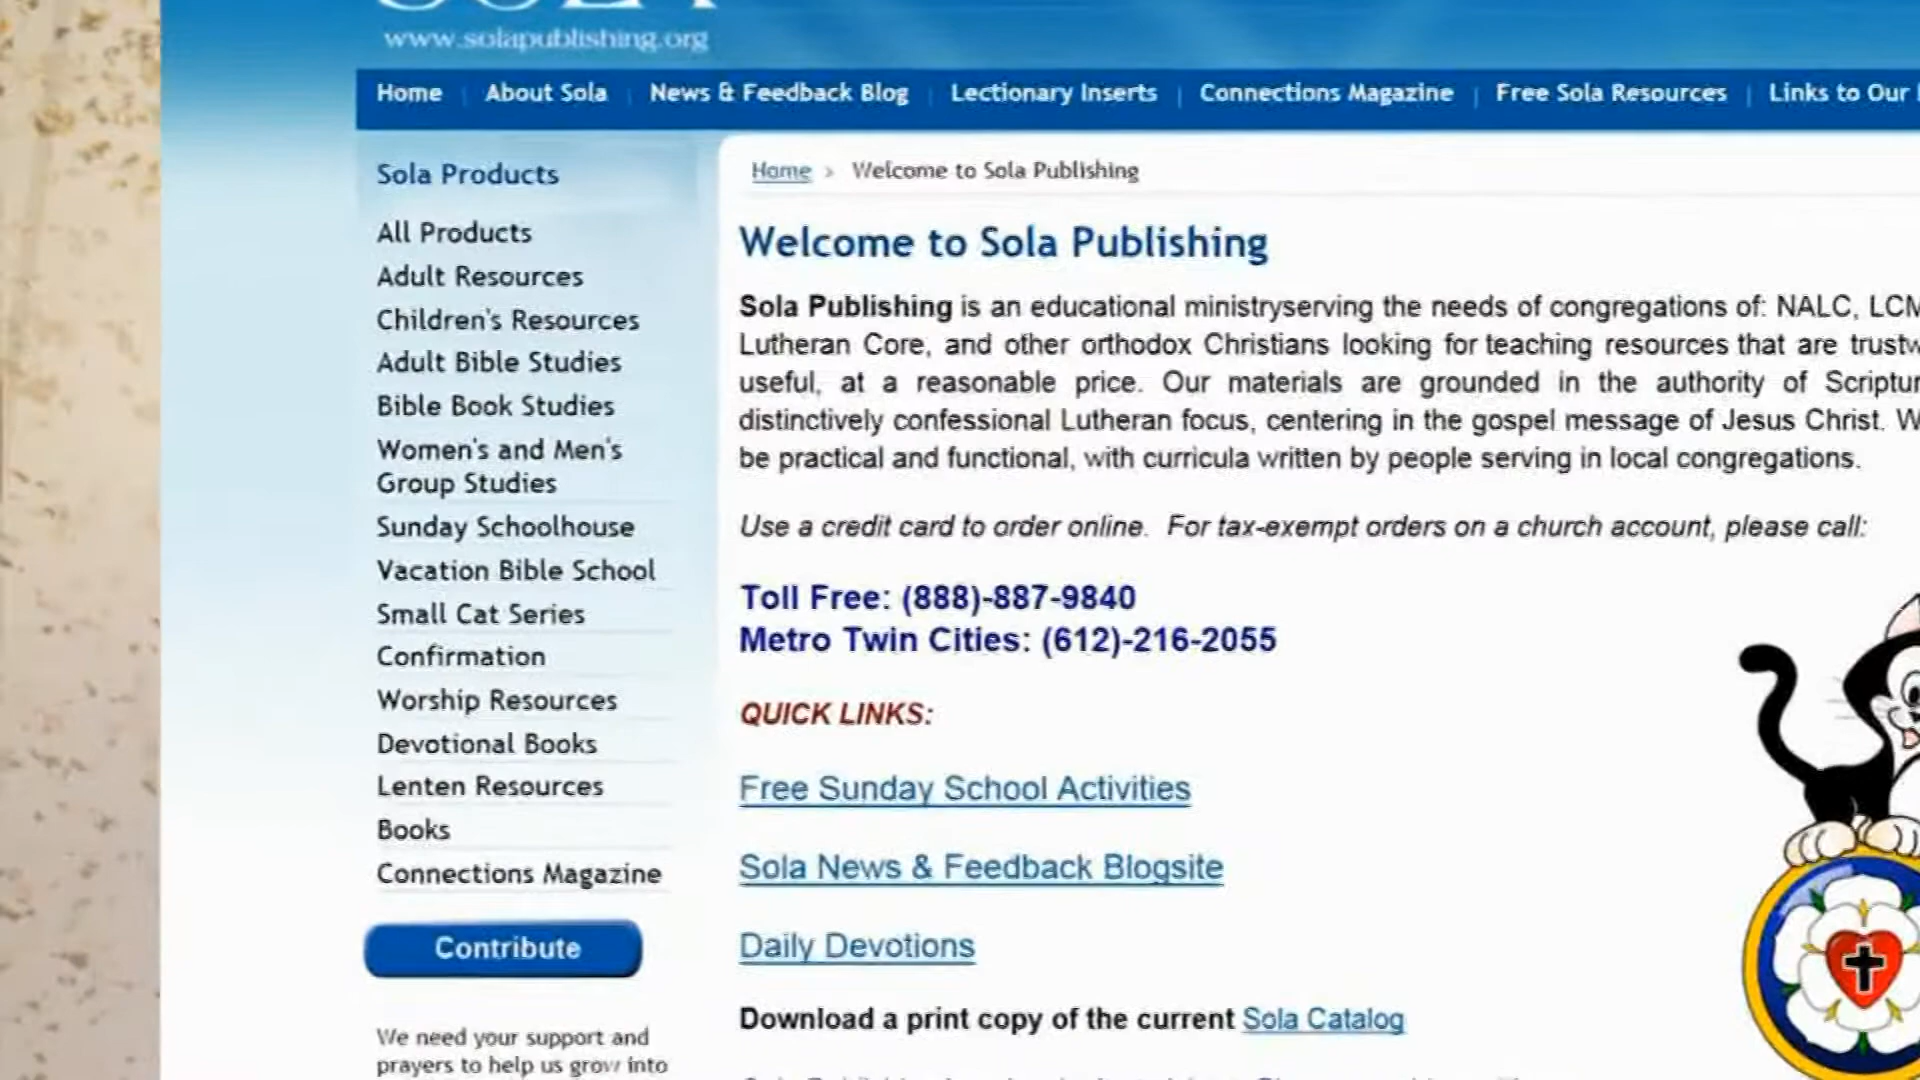 www.solapublishing.org
Home
About Sola
News & Feedback Blog
Lectionary Inserts
Connections Magazine
Free Sola Resources
Links to Our
Sola Products
All Products
Adult Resources
Children's Resources
Adult Bible Studies
Bible Book Studies
Women's and Men's
Group Studies
Sunday Schoolhouse
Vacation Bible School
Small Cat Series
Confirmation
Worship Resources
Devotional Books
Lenten Resources
Books
Connections Magazine
Contribute
We need your support and
prayers to help us grow into
Home > Welcome to Sola Publishing
Welcome to Sola Publishing
Sola Publishing is an educational ministryserving the needs of congregations of: NALC,
Lutheran Core, and other orthodox Christians looking for teaching resources that are
useful, at a reasonable price. Our materials are grounded in the authority of
distinctively confessional Lutheran focus, centering in the gospel message of Jesus Christ.
be practical and functional, with curricula written by people serving in local congregations.
Use a credit card to order online. For tax-exempt orders on a church account, please call:
Toll Free: (888)-887-9840
Metro Twin Cities: (612)-216-2055
QUICK LINKS:
Free Sunday School Activities
Sola News & Feedback Blogsite
Daily Devotions
Download a print copy of the current Sola Catalog